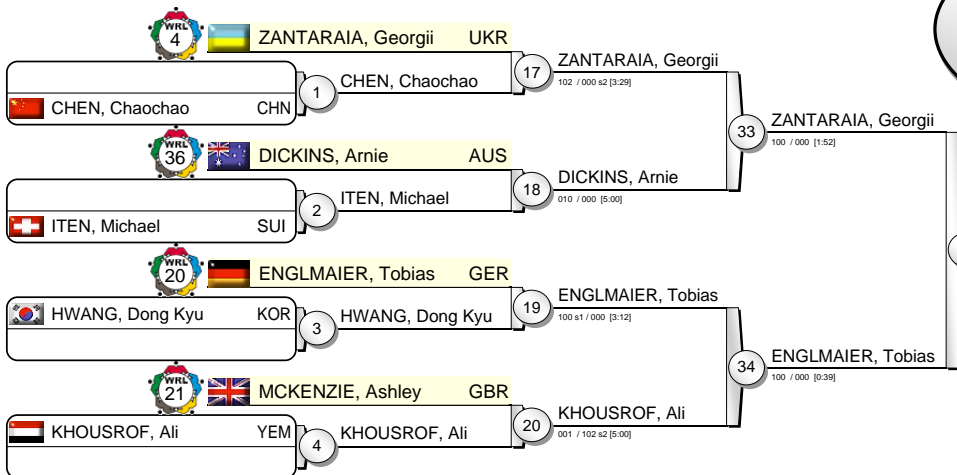 WRL
4
ZANTARAIA, Georgii UKR
CHEN, Chaochao CHN
1
CHEN, Chaochao
17
ZANTARAIA, Georgii
102 / 000 s2 [3:29]
WRL
36
DICKINS, Arnie AUS
ITEN, Michael SUI
2
ITEN, Michael
18
DICKINS, Arnie
010 / 000 [5:00]
33
ZANTARAIA, Georgii
100 / 000 [1:52]
WRL
20
ENGLMAIER, Tobias GER
HWANG, Dong Kyu KOR
3
HWANG, Dong Kyu
19
ENGLMAIER, Tobias
100 s1 / 000 [3:12]
WRL
21
MCKENZIE, Ashley GBR
KHOUSROF, Ali YEM
4
KHOUSROF, Ali
20
KHOUSROF, Ali
001 / 102 s2 [5:00]
34
ENGLMAIER, Tobias
100 / 000 [0:39]